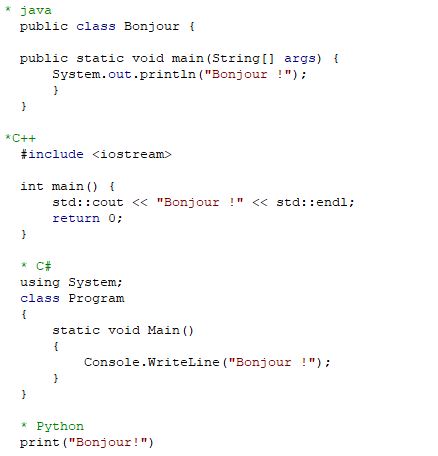 * java
public class Bonjour {
public static void main(String[] args) {
System.out.println("Bonjour !");
}
}
*C++
#include <iostream>
int main() {
std::cout << "Bonjour !" << std::endl;
return 0;
}
* C#
using System;
class Program
{
static void Main()
{
Console.WriteLine("Bonjour !");
}
}
* Python
print("Bonjour!")